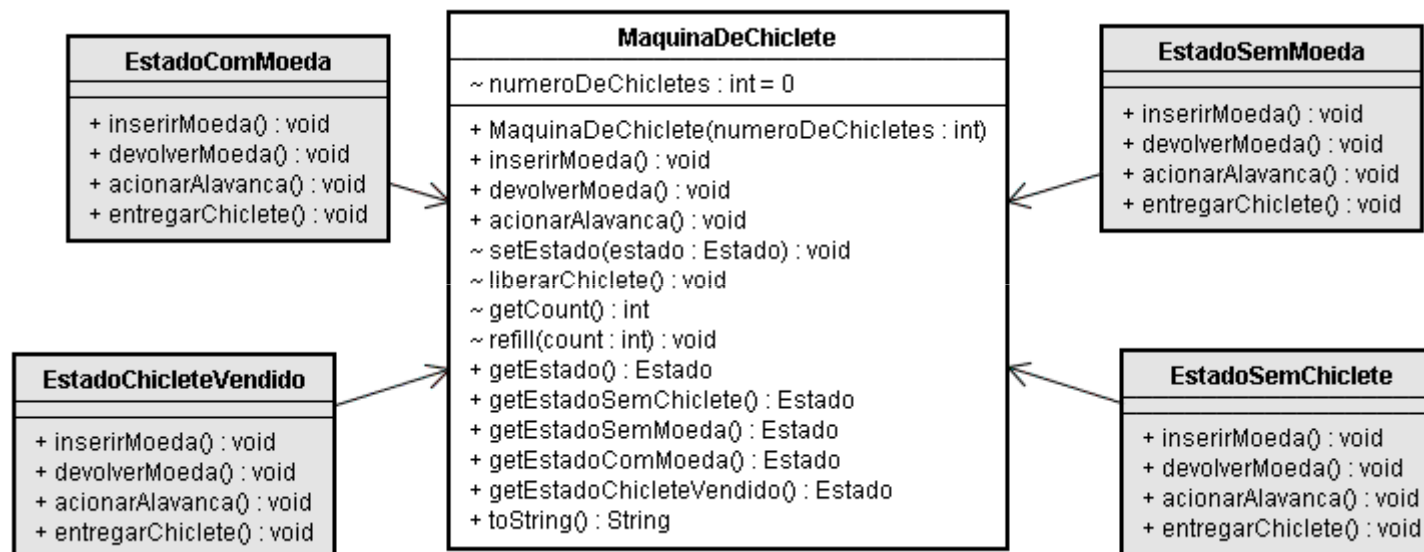 EstadoComMoeda
+ inserirMoeda() : void
+ devolverMoeda() : void
+ acionarAlavanca() : void
+ entregarChiclete() : void
MaquinaDeChiclete
~ numeroDeChicletes : int = 0
+ MaquinaDeChiclete(numeroDeChicletes : int)
+ inserirMoeda() : void
+ devolverMoeda() : void
+ acionarAlavanca() : void
~ setEstado(estado : Estado) : void
~ liberarChiclete() : void
~ getCount() : int
~ refill(count : int) : void
+ getEstado() : Estado
+ getEstadoSemChiclete() : Estado
+ getEstadoSemMoeda() : Estado
+ getEstadoComMoeda() : Estado
+ getEstadoChicleteVendido() : Estado
+ toString() : String
EstadoSemMoeda
+ inserirMoeda() : void
+ devolverMoeda() : void
+ acionarAlavanca() : void
+ entregarChiclete() : void
EstadoChicleteVendido
+ inserirMoeda() : void
+ devolverMoeda() : void
+ acionarAlavanca() : void
+ entregarChiclete() : void
EstadoSemChiclete
+ inserirMoeda() : void
+ devolverMoeda() : void
+ acionarAlavanca() : void
+ entregarChiclete() : void